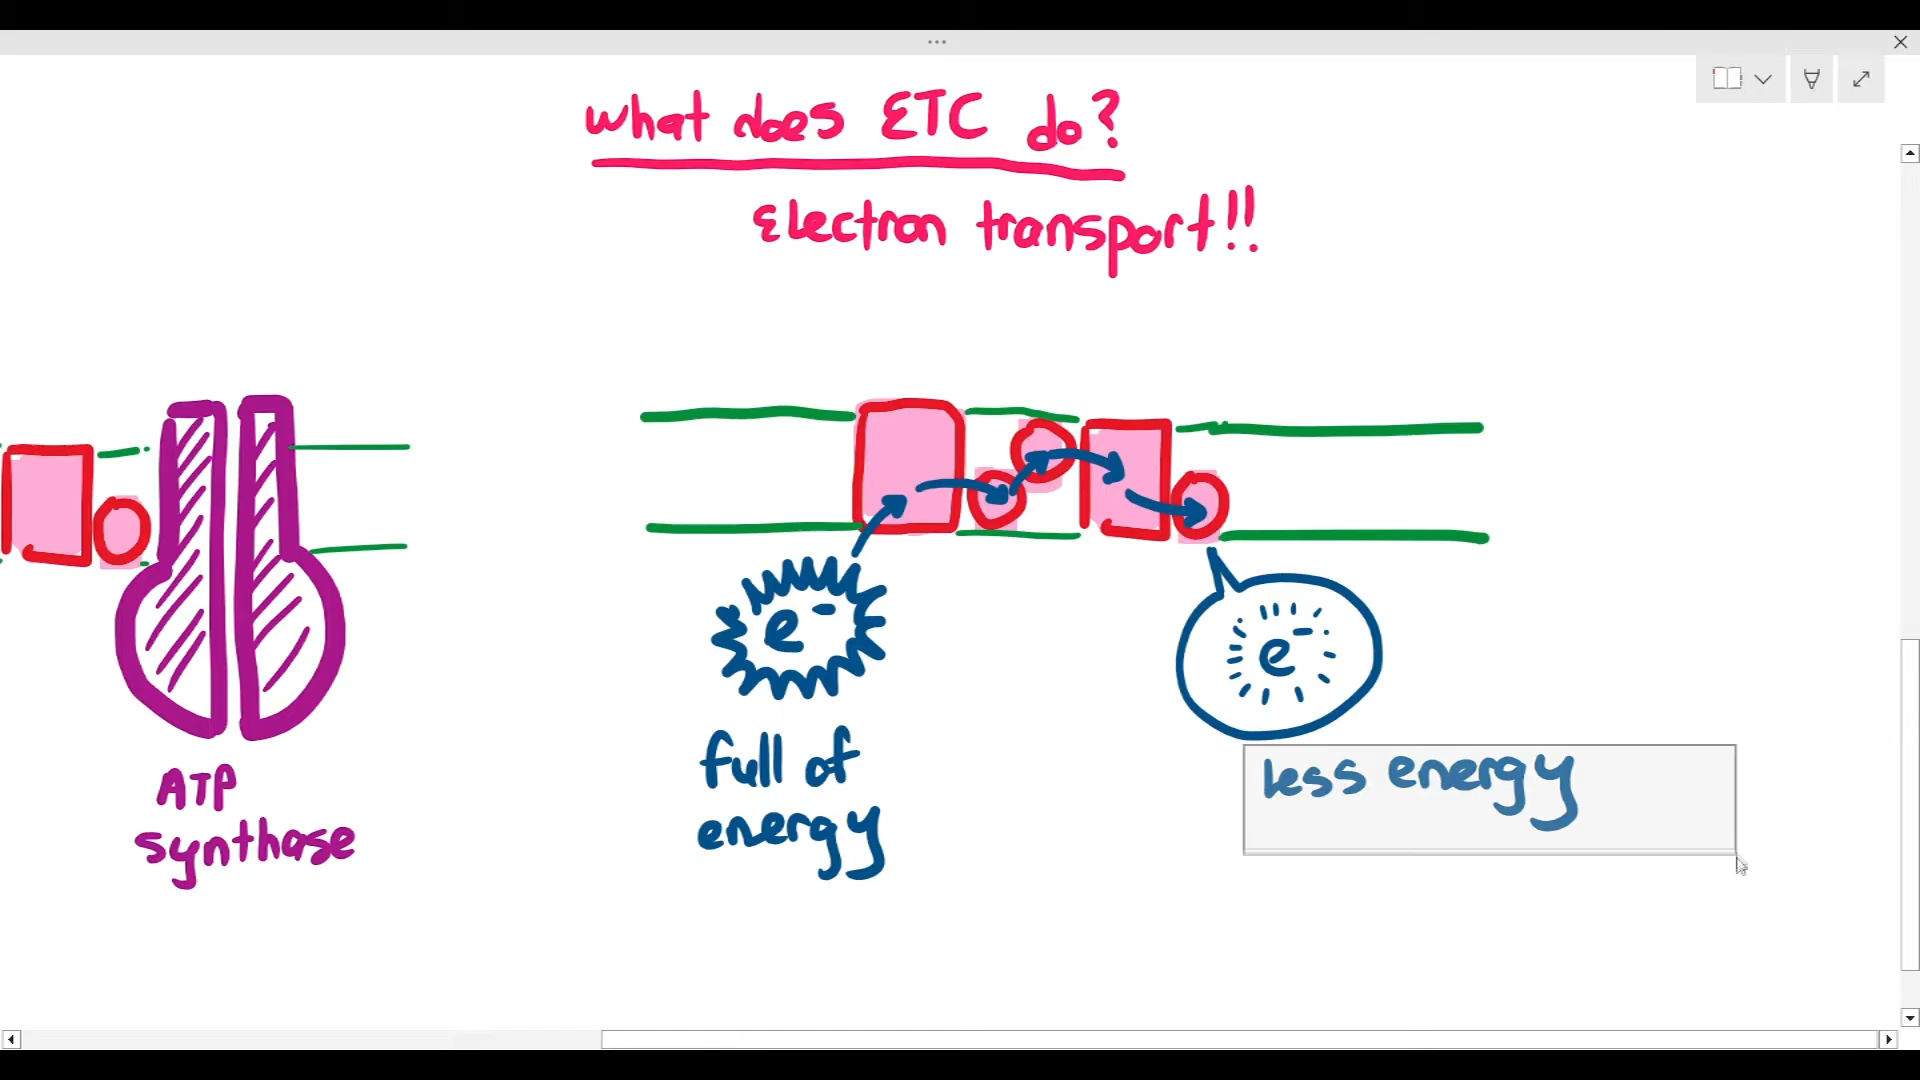 What does ETC do?
Electron transport!!
e⁻
e⁻
full of
energy
less energy
ATP
synthase